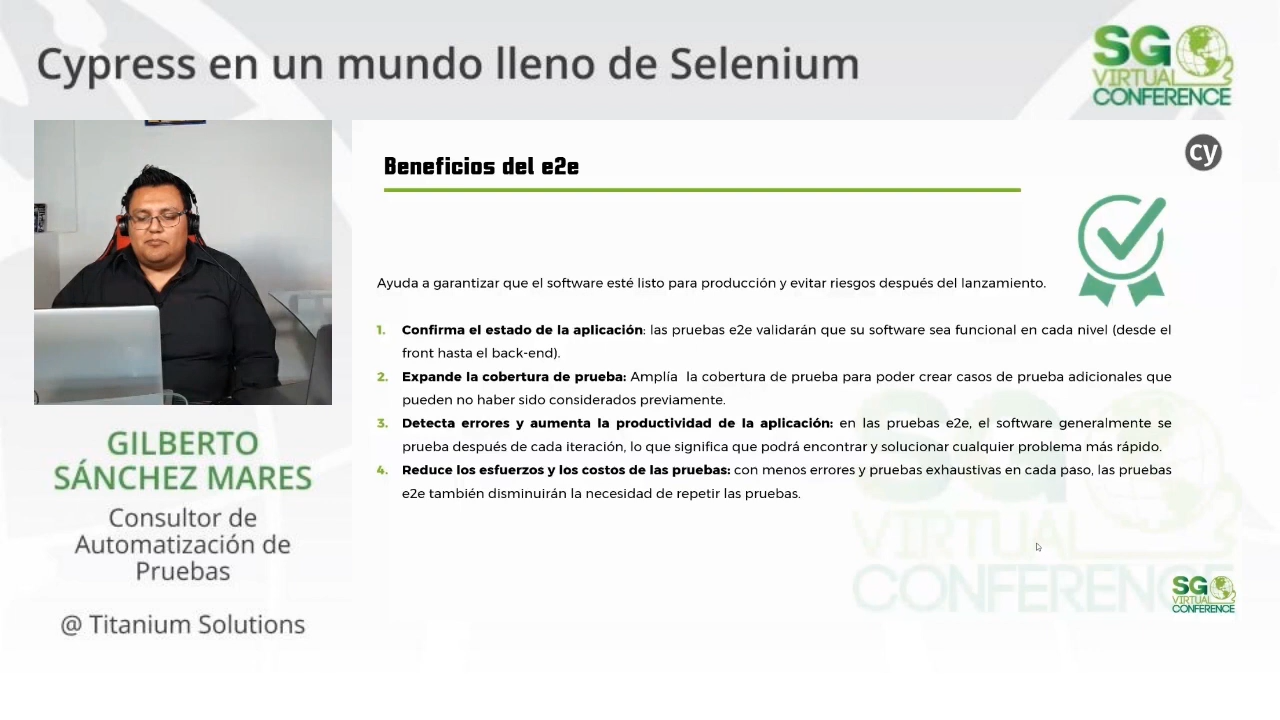 Cypress en un mundo lleno de Selenium
SG
VIRTUAL
CONFERENCE
Beneficios del e2e
cy
Ayuda a garantizar que el software esté listo para producción y evitar riesgos después del lanzamiento.
1. Confirma el estado de la aplicación: las pruebas e2e validarán que su software sea funcional en cada nivel (desde el
front hasta el back-end).
2. Expande la cobertura de prueba: Amplía la cobertura de prueba para poder crear casos de prueba adicionales que
pueden no haber sido considerados previamente.
3. Detecta errores y aumenta la productividad de la aplicación: en las pruebas e2e, el software generalmente se
prueba después de cada iteración, lo que significa que podrá encontrar y solucionar cualquier problema más rápido.
4. Reduce los esfuerzos y los costos de las pruebas: con menos errores y pruebas exhaustivas en cada paso, las pruebas
e2e también disminuirán la necesidad de repetir las pruebas.
GILBERTO
SÁNCHEZ MARES
Consultor de
Automatización de
Pruebas
@ Titanium Solutions
SG
VIRTUAL
CONFERENCE
SG
VIRTUAL
CONFERENCE